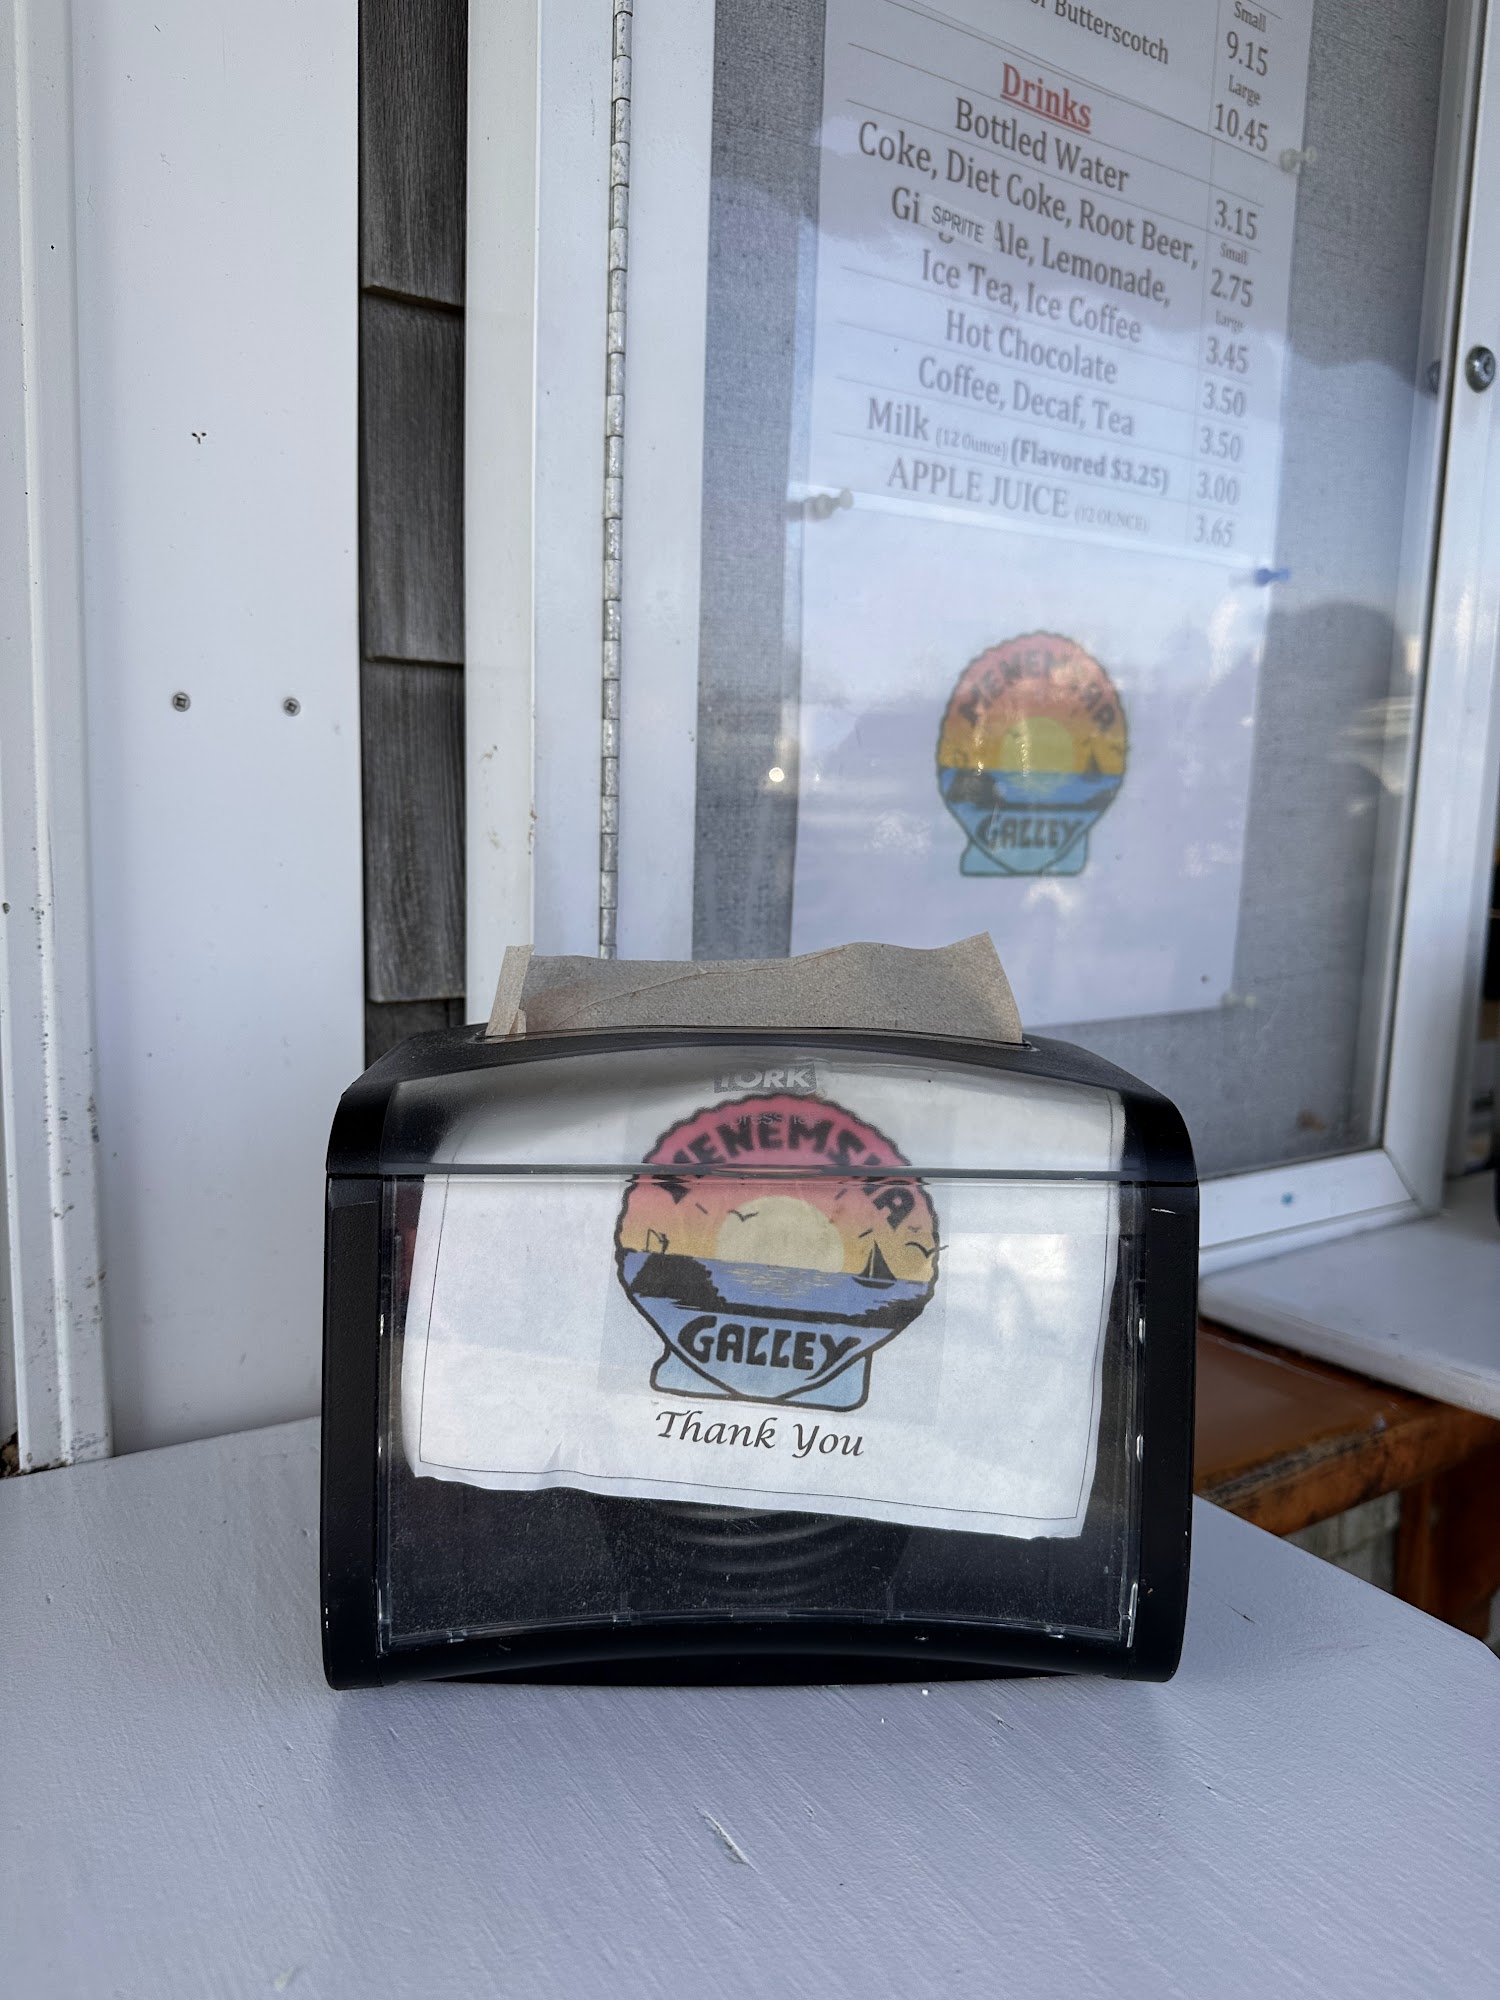 of Butterscotch
Small
9.15
Large
10.45
Drinks
Bottled Water 3.15
Coke, Diet Coke, Root Beer, Small
SPRITE Ale, Lemonade, 2.75
Ice Tea, Ice Coffee Large
3.45
Hot Chocolate 3.50
Coffee, Decaf, Tea 3.50
Milk (12 Ounce) (Flavored $3.25) 3.00
APPLE JUICE (12 OUNCE) 3.65
MENEMSHA
GALLEY
TORK
MENEMSHA
GALLEY
Thank You